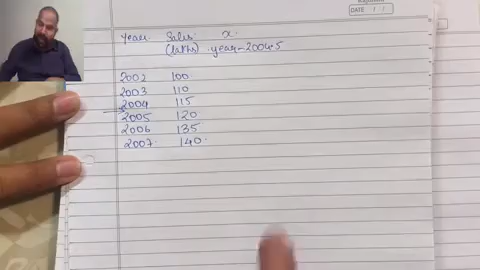 Year Sales x
(lakhs) year-2004.5
2002 100
2003 110
2004 115
2005 120
2006 135
2007 140
DATE / /